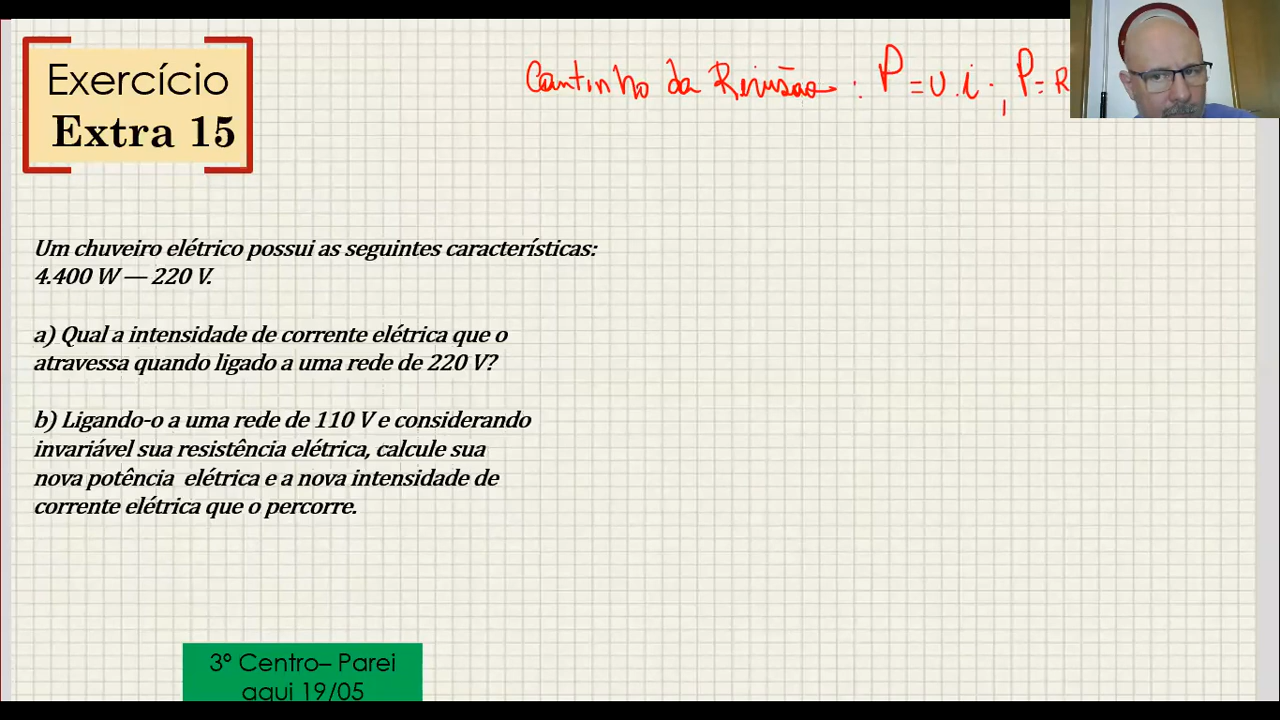 Exercício
Extra 15
Cantinho da Revisão: P=U.i; P=R
Um chuveiro elétrico possui as seguintes características:
4.400 W — 220 V.
a) Qual a intensidade de corrente elétrica que o
atravessa quando ligado a uma rede de 220 V?
b) Ligando-o a uma rede de 110 V e considerando
invariável sua resistência elétrica, calcule sua
nova potência elétrica e a nova intensidade de
corrente elétrica que o percorre.
3º Centro– Parei
aqui 19/05